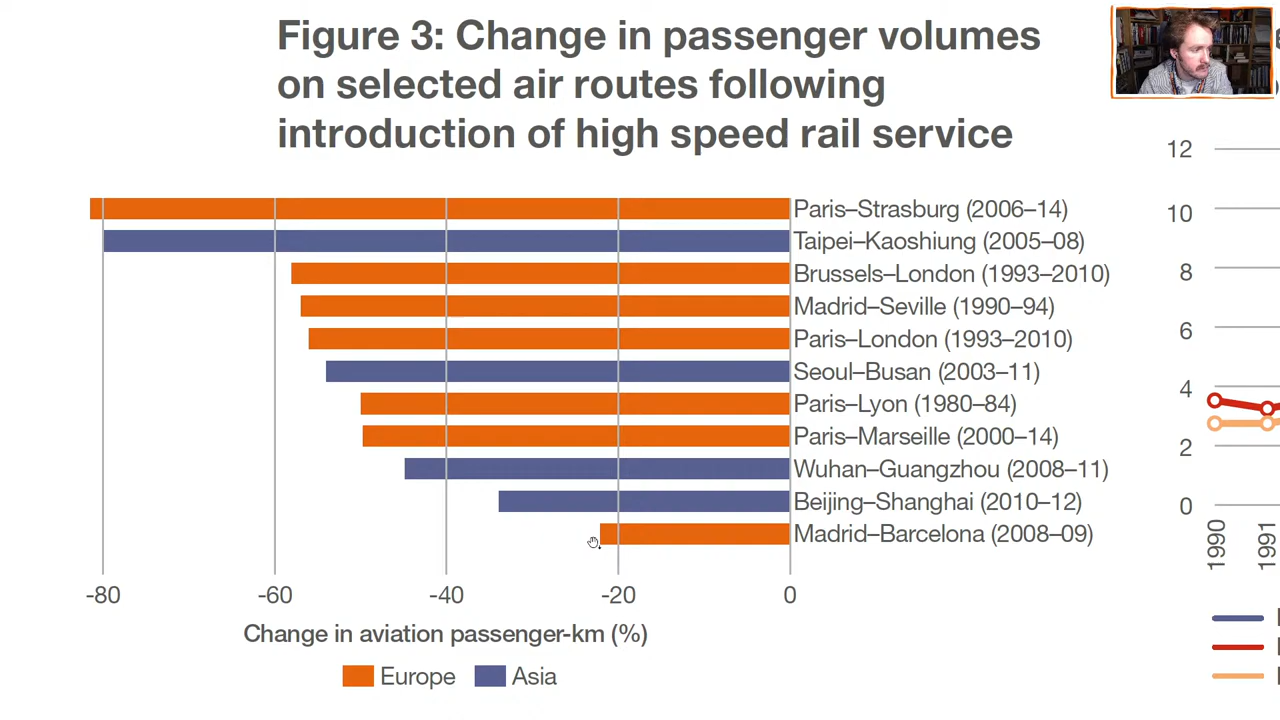 Figure 3: Change in passenger volumes
on selected air routes following
introduction of high speed rail service
Paris–Strasburg (2006–14)
Taipei–Kaoshiung (2005–08)
Brussels–London (1993–2010)
Madrid–Seville (1990–94)
Paris–London (1993–2010)
Seoul–Busan (2003–11)
Paris–Lyon (1980–84)
Paris–Marseille (2000–14)
Wuhan–Guangzhou (2008–11)
Beijing–Shanghai (2010–12)
Madrid–Barcelona (2008–09)
-80 -60 -40 -20 0
Change in aviation passenger-km (%)
Europe Asia
12
10
8
6
4
2
0
1990 1991